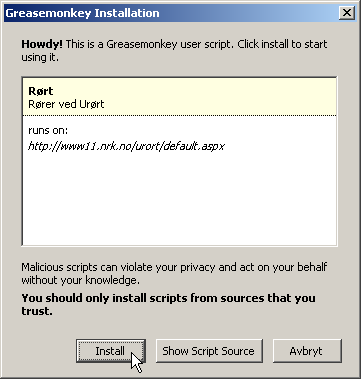 Greasemonkey Installation
Howdy! This is a Greasemonkey user script. Click install to start
using it.
Rørt
Rører ved Urørt
runs on:
http://www11.nrk.no/urort/default.aspx
Malicious scripts can violate your privacy and act on your behalf
without your knowledge.
You should only install scripts from sources that you
trust.
Install
Show Script Source
Avbryt